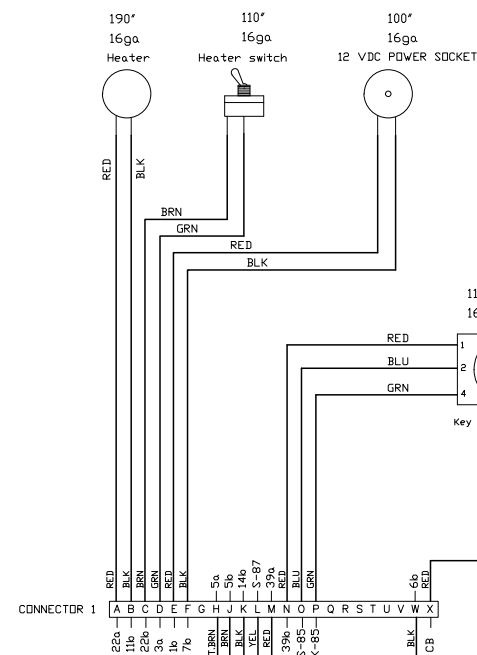 190"
16ga
Heater
110"
16ga
Heater switch
100"
16ga
12 VDC POWER SOCKET
RED
BLK
BRN
GRN
RED
BLK
11
16
RED
1
BLU
2
GRN
4
Key
RED
BLK
BRN
GRN
RED
BLK
5a
5b
14b
S-87
39a
RED
BLU
GRN
6b
RED
CONNECTOR 1
A B C D E F G H J K L M N O P Q R S T U V W X
22a
11b
22b
3a
1b
7b
T.BRN
BRN
BLK
YEL
RED
39b
S-85
K-85
BLK
CB